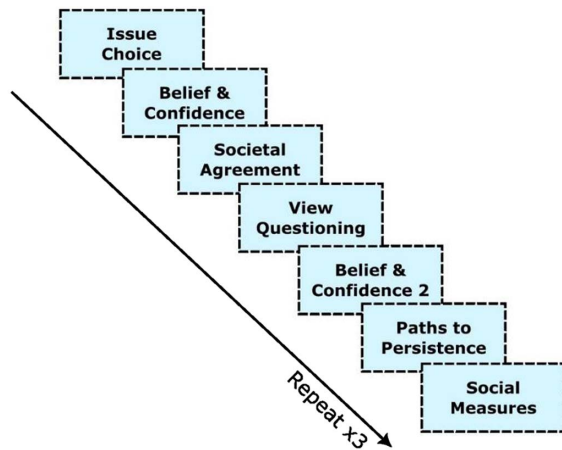 Issue
Choice
Belief &
Confidence
Societal
Agreement
View
Questioning
Belief &
Confidence 2
Paths to
Persistence
Social
Measures
Repeat x3